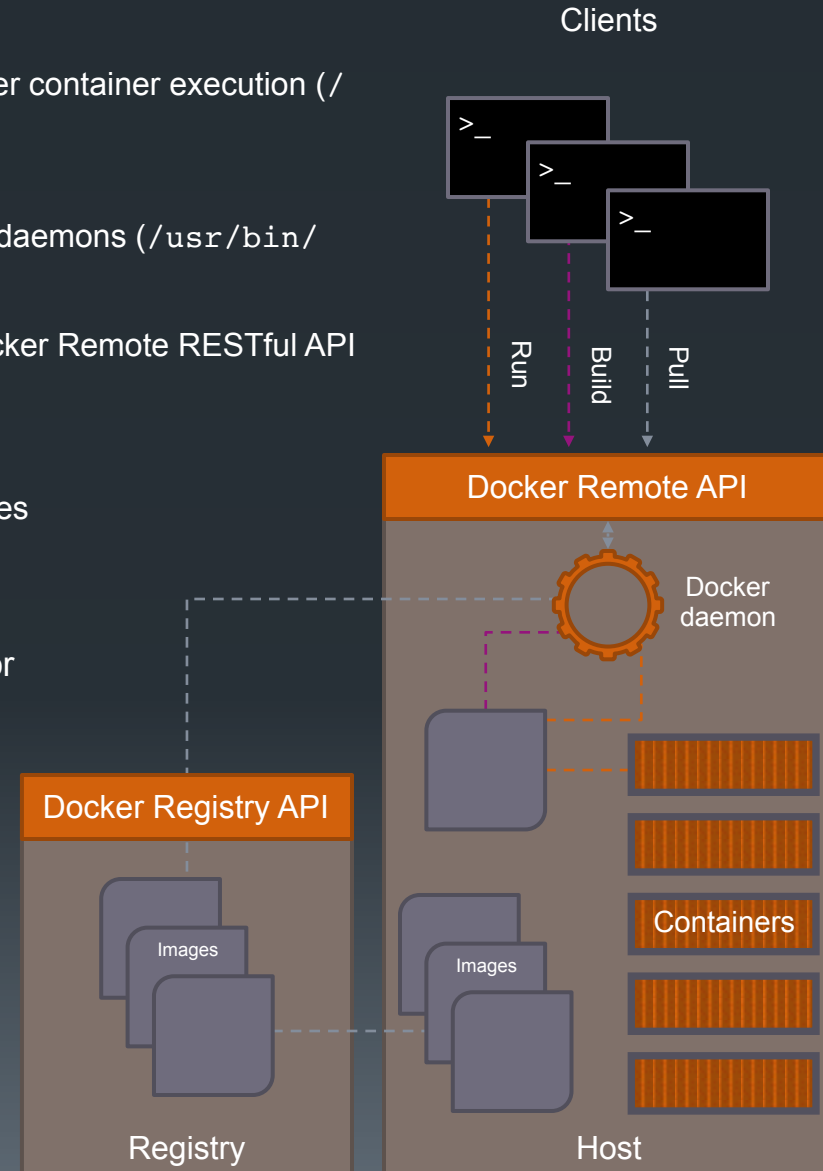 Clients
er container execution (/
>_
>_
daemons (/usr/bin/
>_
cker Remote RESTful API
Run
Build
Pull
Docker Remote API
es
Docker
daemon
or
Docker Registry API
Containers
Images
Images
Registry
Host